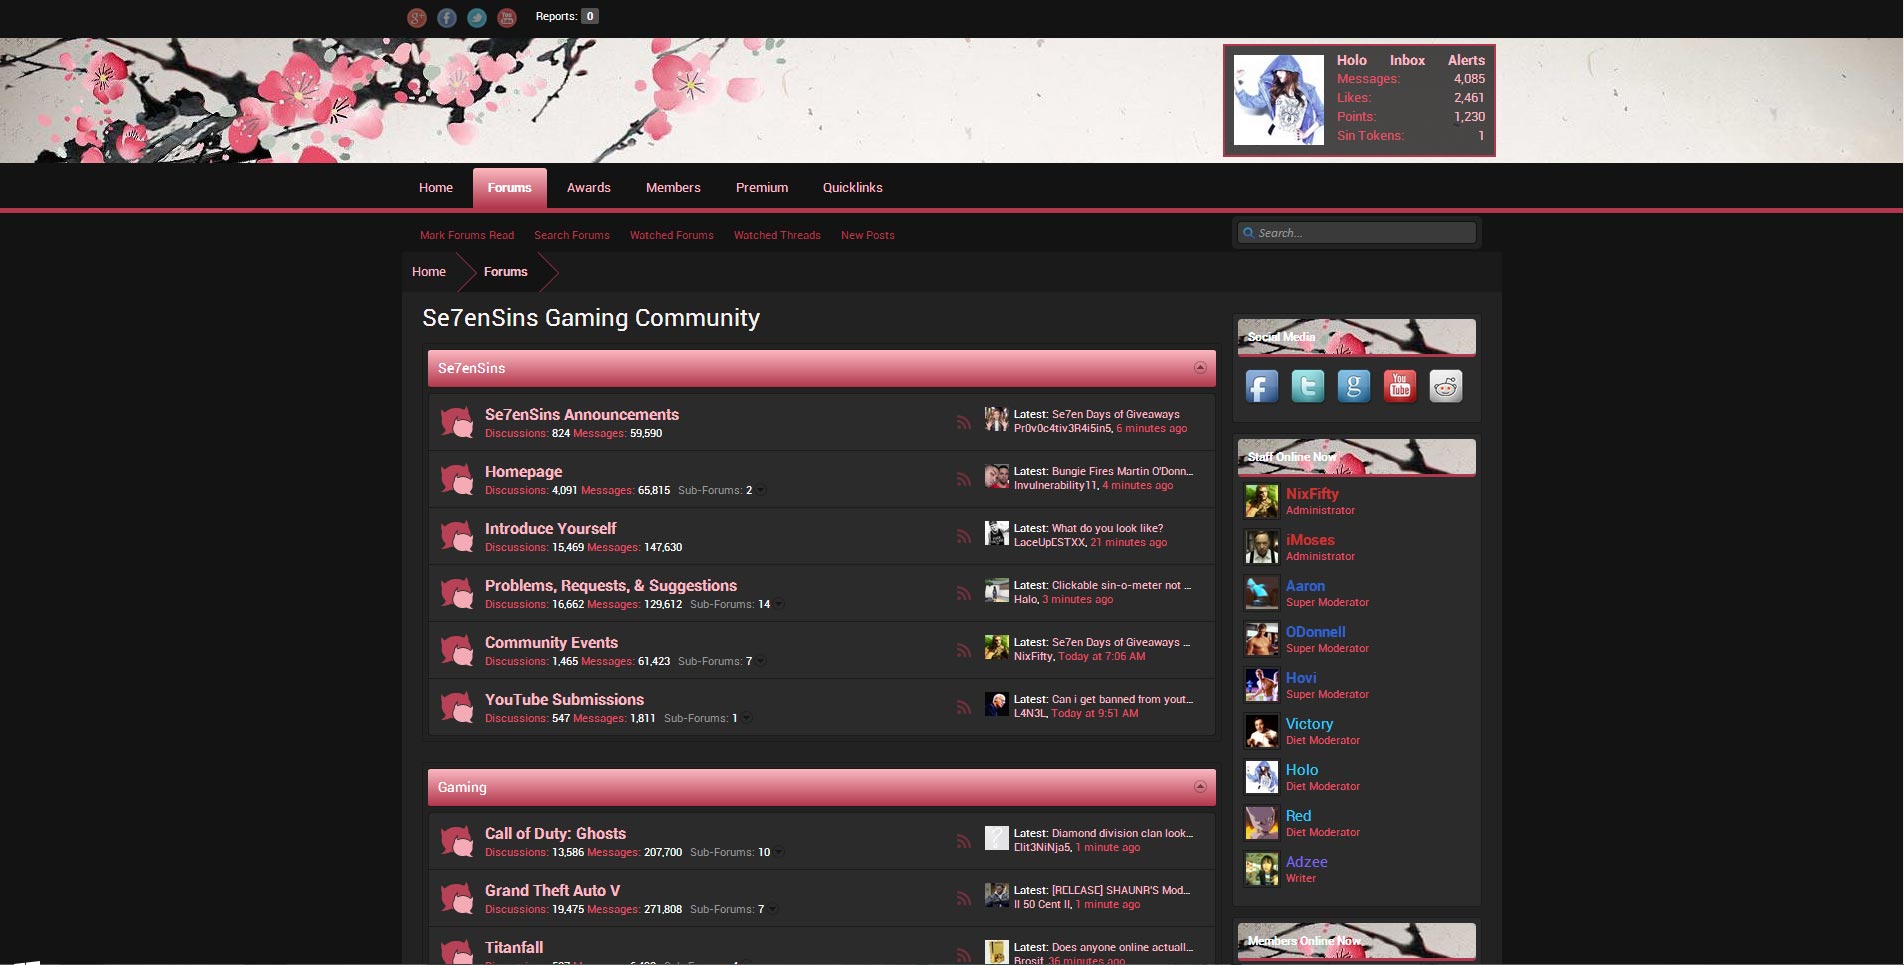 Reports: 0
Holo Inbox Alerts
Messages: 4,085
Likes: 2,461
Points: 1,230
Sin Tokens: 1
Home Forums Awards Members Premium Quicklinks
Mark Forums Read Search Forums Watched Forums Watched Threads New Posts
Search...
Home Forums
Se7enSins Gaming Community
Se7enSins
Se7enSins Announcements
Discussions: 824 Messages: 59,590
Latest: Se7en Days of Giveaways
Pr0v0c4tiv3R4i5in5, 6 minutes ago
Homepage
Discussions: 4,091 Messages: 65,815 Sub-Forums: 2
Latest: Bungie Fires Martin O'Donn...
Invulnerability11, 4 minutes ago
Introduce Yourself
Discussions: 15,469 Messages: 147,630
Latest: What do you look like?
LaceUpESTXX, 21 minutes ago
Problems, Requests, & Suggestions
Discussions: 16,662 Messages: 129,612 Sub-Forums: 14
Latest: Clickable sin-o-meter not ...
Halo, 3 minutes ago
Community Events
Discussions: 1,465 Messages: 61,423 Sub-Forums: 7
Latest: Se7en Days of Giveaways ...
NixFifty, Today at 7:06 AM
YouTube Submissions
Discussions: 547 Messages: 1,811 Sub-Forums: 1
Latest: Can i get banned from yout...
L4N3L, Today at 9:51 AM
Gaming
Call of Duty: Ghosts
Discussions: 13,586 Messages: 207,700 Sub-Forums: 10
Latest: Diamond division clan look...
Elit3NiNja5, 1 minute ago
Grand Theft Auto V
Discussions: 19,475 Messages: 271,808 Sub-Forums: 7
Latest: [RELEASE] SHAUNR'S Mod...
II 50 Cent II, 1 minute ago
Titanfall
Latest: Does anyone online actuall...
Brosif, 36 minutes ago
Social Media
You Tube
Staff Online Now
NixFifty
Administrator
iMoses
Administrator
Aaron
Super Moderator
ODonnell
Super Moderator
Hovi
Super Moderator
Victory
Diet Moderator
Holo
Diet Moderator
Red
Diet Moderator
Adzee
Writer
Members Online Now